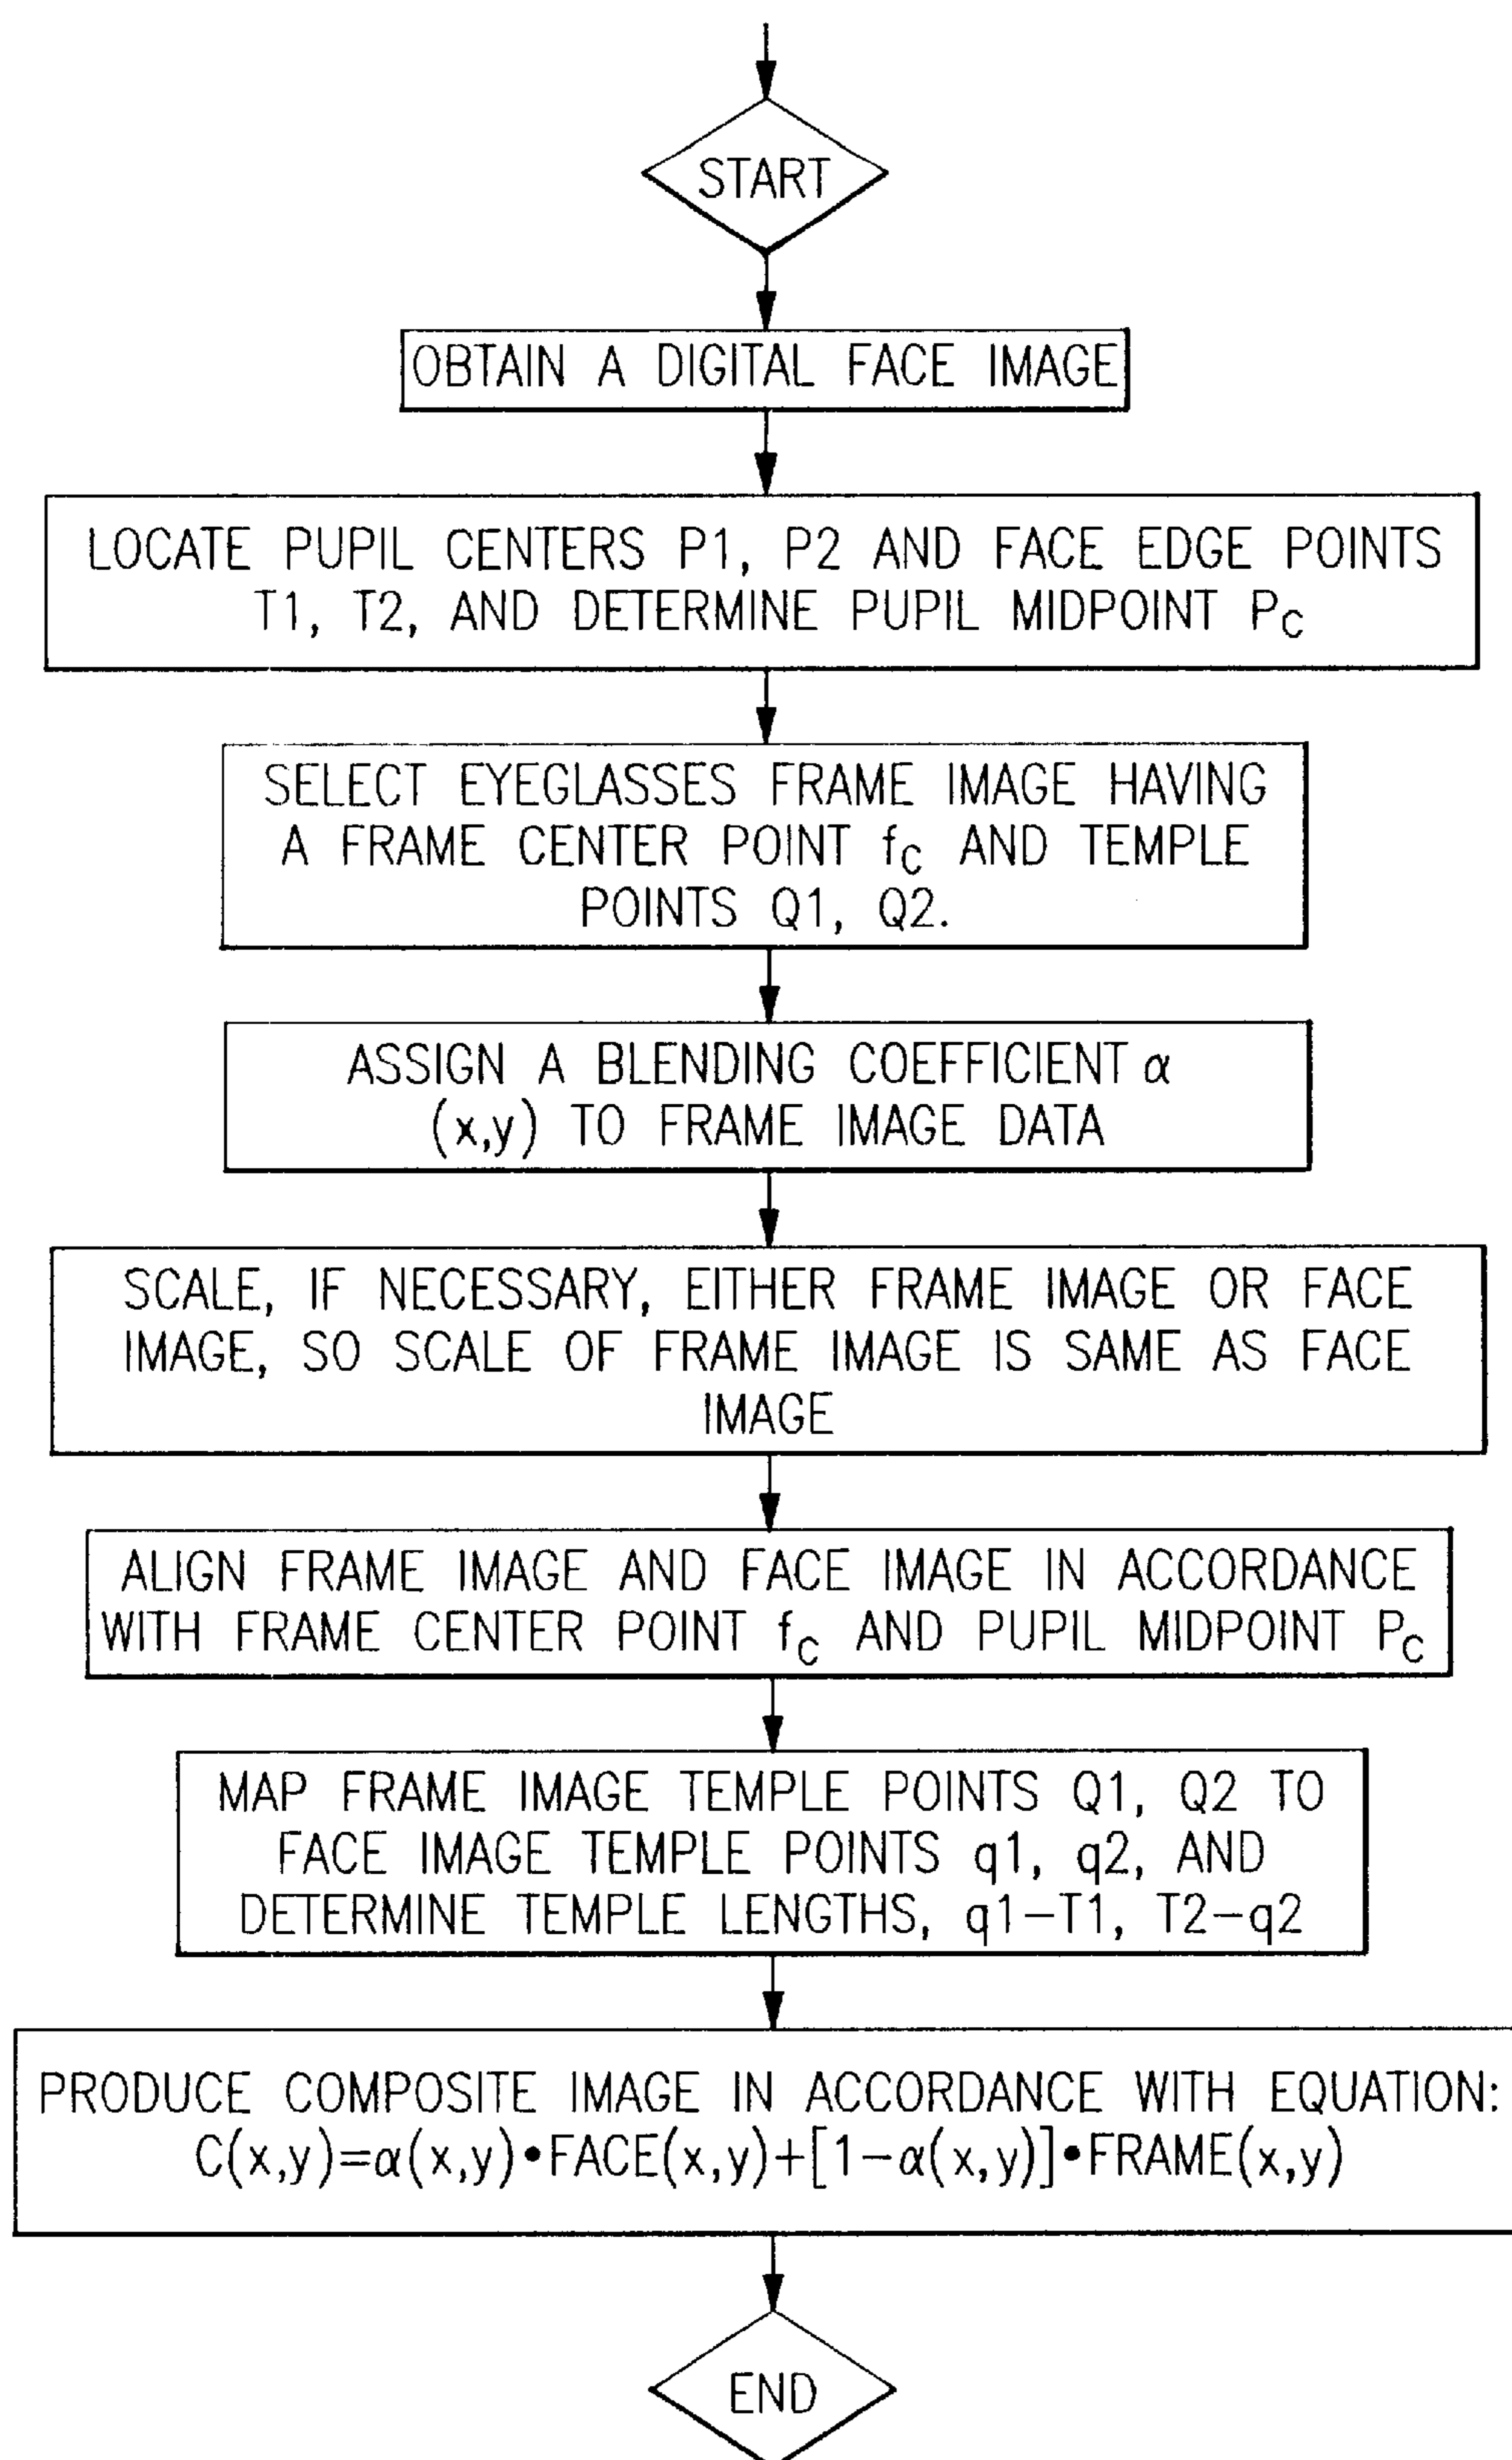 START
OBTAIN A DIGITAL FACE IMAGE
LOCATE PUPIL CENTERS P1, P2 AND FACE EDGE POINTS
T1, T2, AND DETERMINE PUPIL MIDPOINT PC
SELECT EYEGLASSES FRAME IMAGE HAVING
A FRAME CENTER POINT fC AND TEMPLE
POINTS Q1, Q2.
ASSIGN A BLENDING COEFFICIENT α
(x,y) TO FRAME IMAGE DATA
SCALE, IF NECESSARY, EITHER FRAME IMAGE OR FACE
IMAGE, SO SCALE OF FRAME IMAGE IS SAME AS FACE
IMAGE
ALIGN FRAME IMAGE AND FACE IMAGE IN ACCORDANCE
WITH FRAME CENTER POINT fC AND PUPIL MIDPOINT PC
MAP FRAME IMAGE TEMPLE POINTS Q1, Q2 TO
FACE IMAGE TEMPLE POINTS q1, q2, AND
DETERMINE TEMPLE LENGTHS, q1–T1, T2–q2
PRODUCE COMPOSITE IMAGE IN ACCORDANCE WITH EQUATION:
C(x,y)=α(x,y)•FACE(x,y)+[1–α(x,y)]•FRAME(x,y)
END